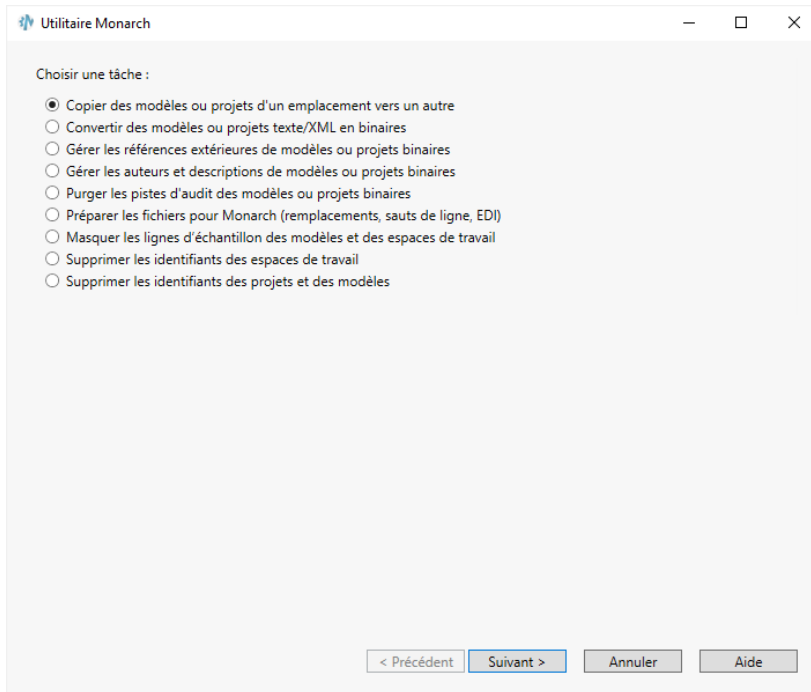 Utilitaire Monarch
Choisir une tâche :
Copier des modèles ou projets d'un emplacement vers un autre
Convertir des modèles ou projets texte/XML en binaires
Gérer les références extérieures de modèles ou projets binaires
Gérer les auteurs et descriptions de modèles ou projets binaires
Purger les pistes d'audit des modèles ou projets binaires
Préparer les fichiers pour Monarch (remplacements, sauts de ligne, EDI)
Masquer les lignes d’échantillon des modèles et des espaces de travail
Supprimer les identifiants des espaces de travail
Supprimer les identifiants des projets et des modèles
< Précédent Suivant > Annuler Aide